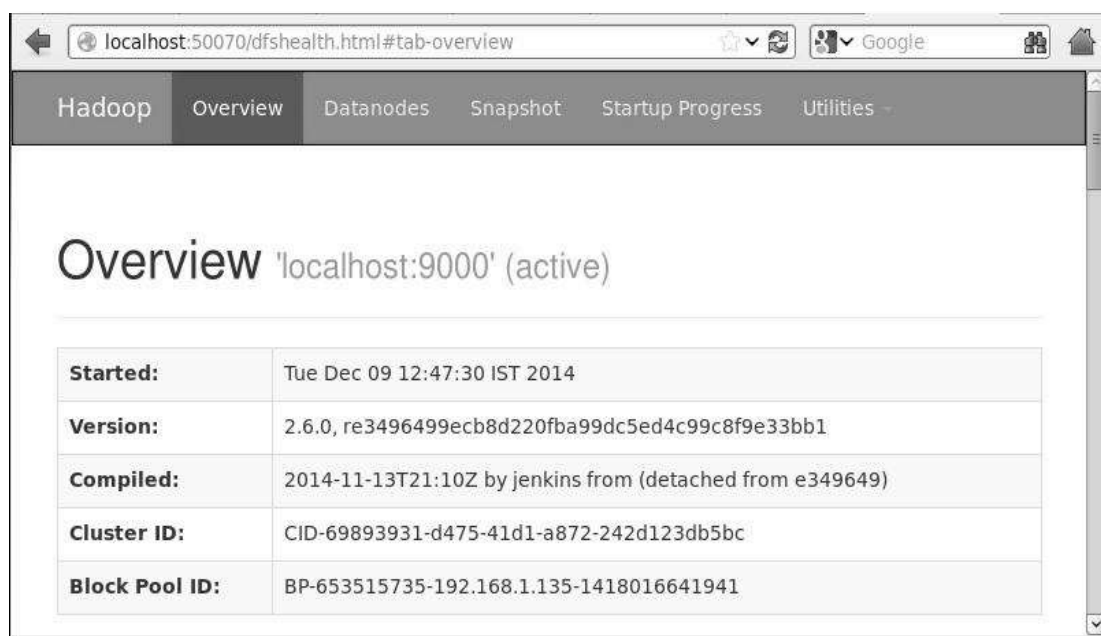 localhost:50070/dfshealth.html#tab-overview Google
Hadoop Overview Datanodes Snapshot Startup Progress Utilities
Overview 'localhost:9000' (active)
Started: Tue Dec 09 12:47:30 IST 2014
Version: 2.6.0, re3496499ecb8d220fba99dc5ed4c99c8f9e33bb1
Compiled: 2014-11-13T21:10Z by jenkins from (detached from e349649)
Cluster ID: CID-69893931-d475-41d1-a872-242d123db5bc
Block Pool ID: BP-653515735-192.168.1.135-1418016641941